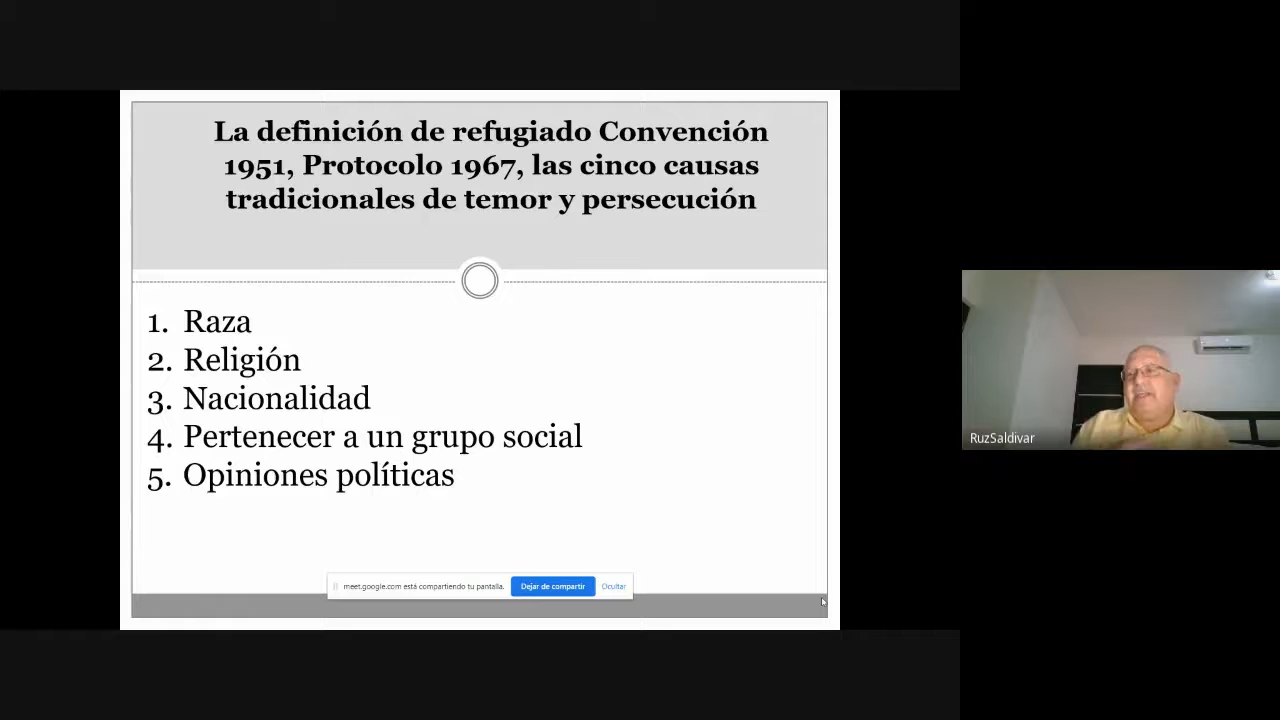 La definición de refugiado Convención
1951, Protocolo 1967, las cinco causas
tradicionales de temor y persecución
1. Raza
2. Religión
3. Nacionalidad
4. Pertenecer a un grupo social
5. Opiniones políticas
meet.google.com está compartiendo tu pantalla. Dejar de compartir Ocultar
RuzSaldivar